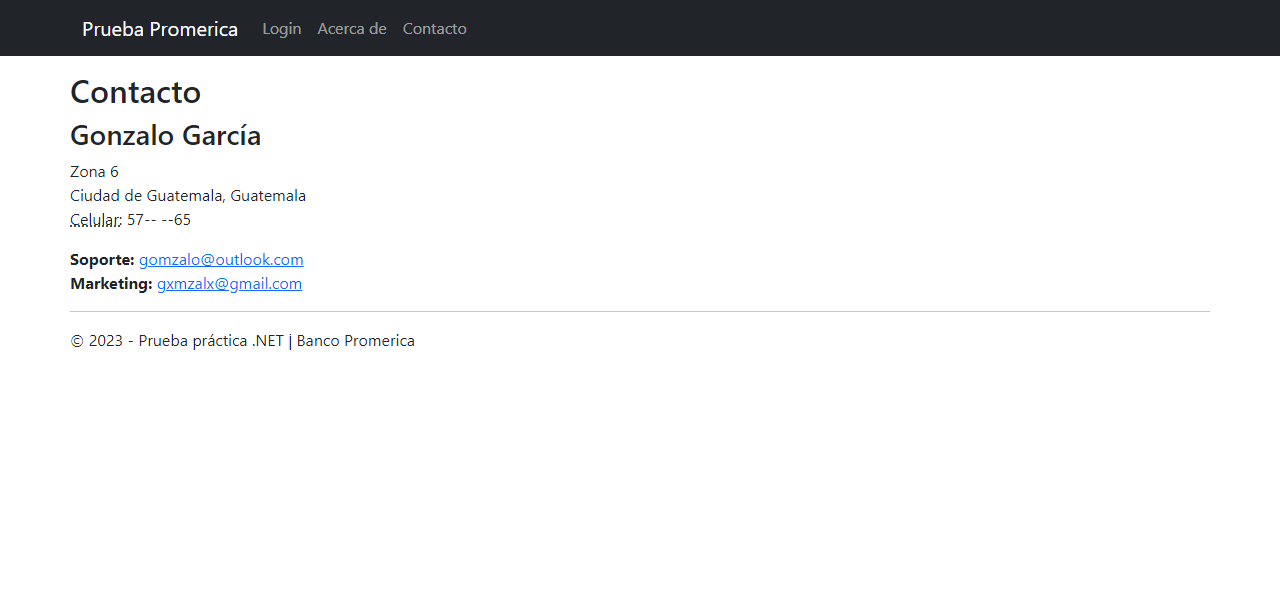 Prueba Promerica Login Acerca de Contacto
Contacto
Gonzalo García
Zona 6
Ciudad de Guatemala, Guatemala
Celular: 57-- --65
Soporte: gomzalo@outlook.com
Marketing: gxmzalx@gmail.com
© 2023 - Prueba práctica .NET | Banco Promerica